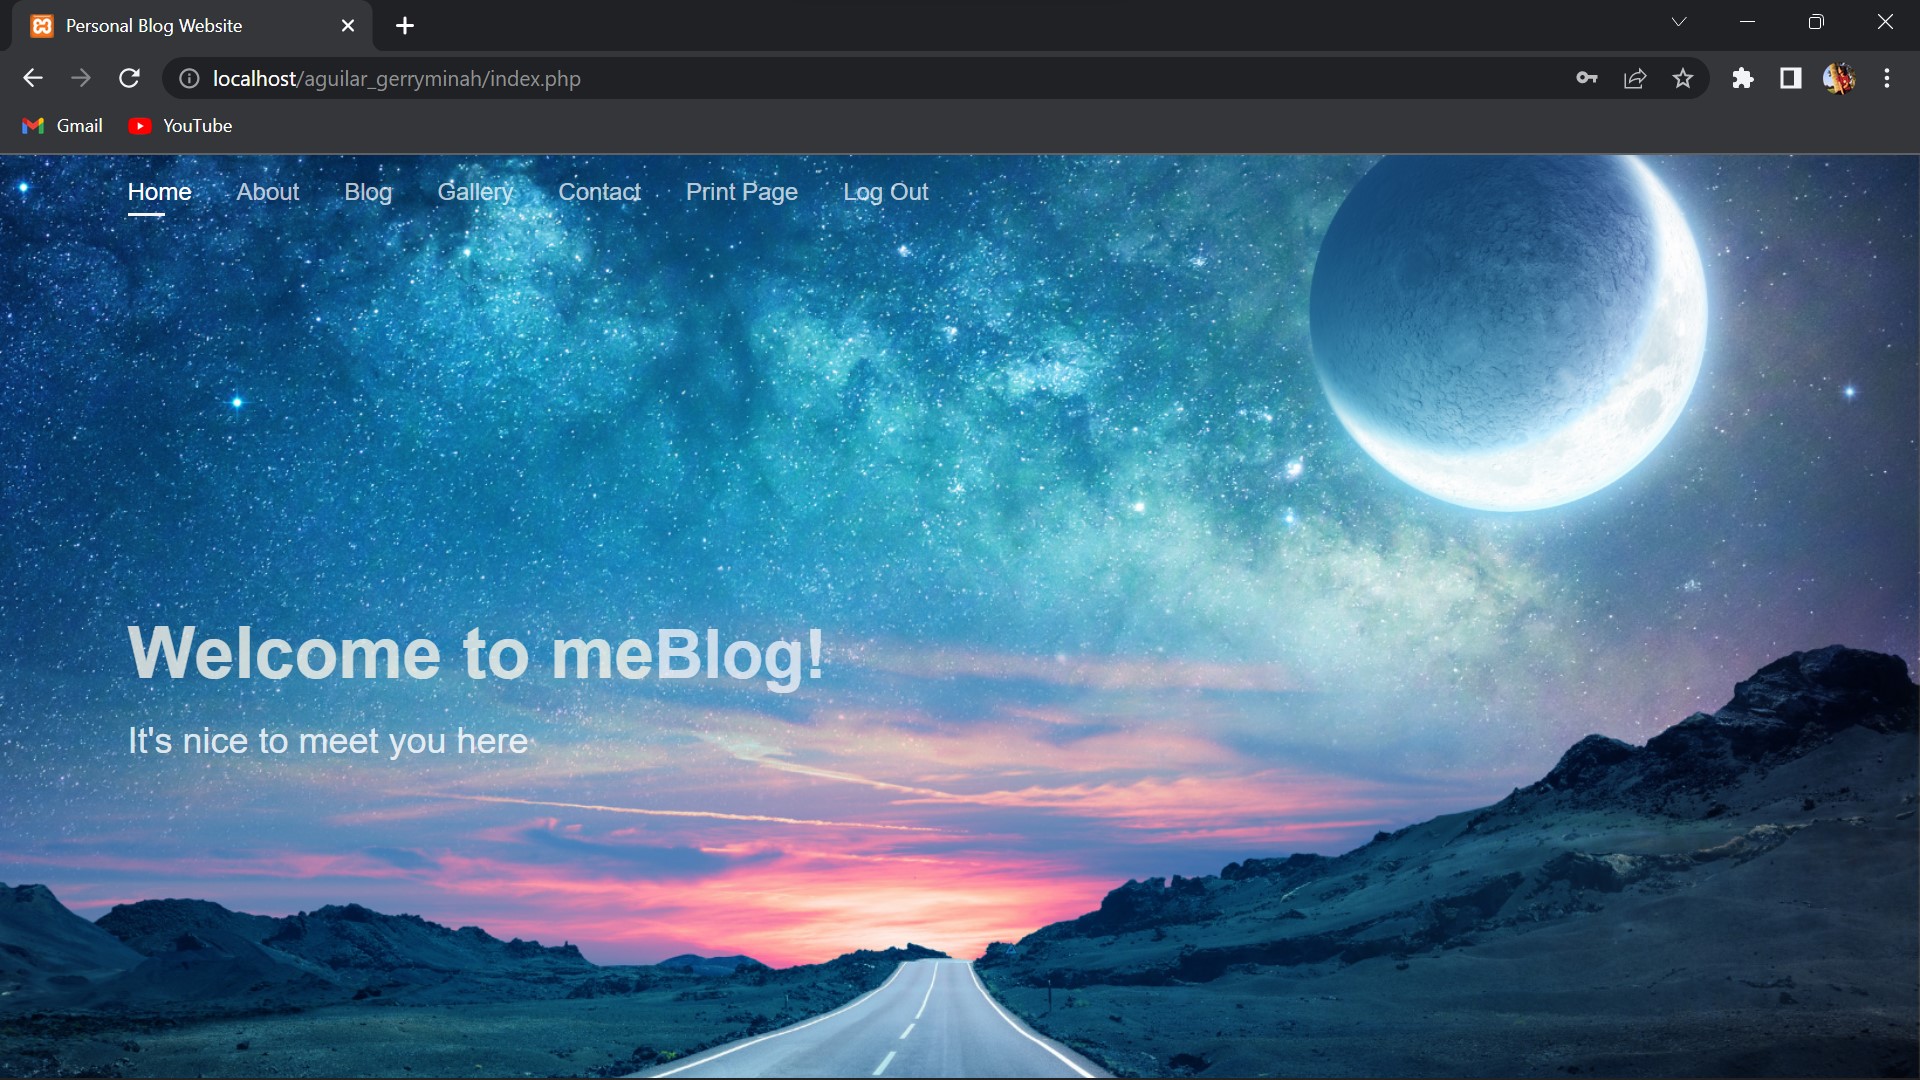 Personal Blog Website
localhost/aguilar_gerryminah/index.php
Gmail YouTube
Home About Blog Gallery Contact Print Page Log Out
Welcome to meBlog!
It's nice to meet you here